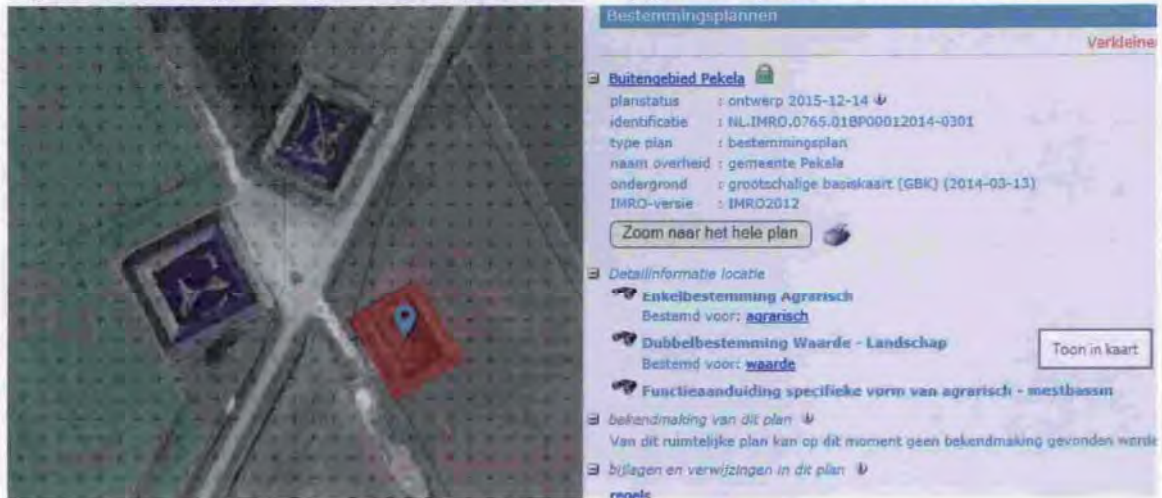 Bestemmingsplannen
Verkleine
Buitengebied Pekela
planstatus : ontwerp 2015-12-14
identificatie : NL.IMRO.0765.01BP00012014-0301
type plan : bestemmingsplan
naam overheid : gemeente Pekela
ondergrond : grootschalige basiskaart (GBK) (2014-03-13)
IMRO-versie : IMRO2012
Zoom naar het hele plan
Detailinformatie locatie
Enkelbestemming Agrarisch
Bestemd voor: agrarisch
Dubbelbestemming Waarde - Landschap
Bestemd voor: waarde
Toon in kaart
Functieaanduiding specifieke vorm van agrarisch - mestbassin
bekendmaking van dit plan
Van dit ruimtelijke plan kan op dit moment geen bekendmaking gevonden werde
bijlagen en verwijzingen in dit plan
regels